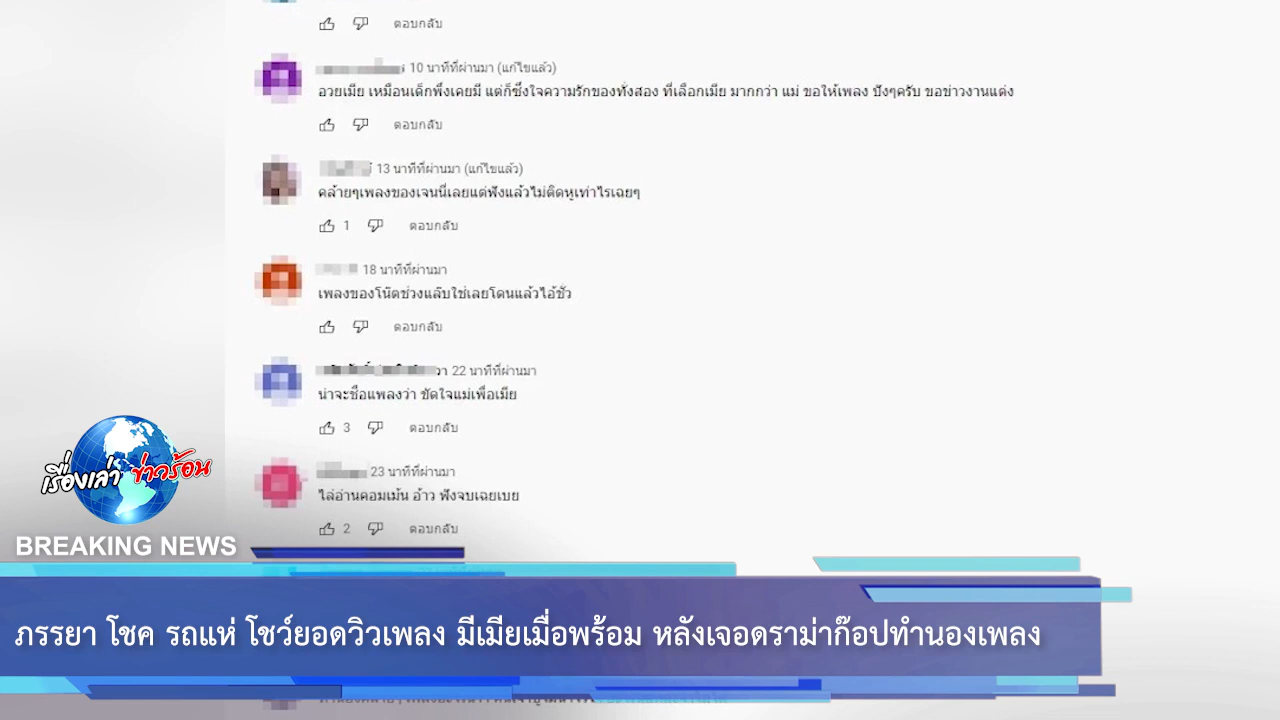 ตอบกลับ
10 นาทีที่ผ่านมา (แก้ไขแล้ว)
อวยเมีย เหมือนเด็กพึ่งเคยมี แต่ก็ซึ้งใจความรักของทั่งสอง ที่เลือกเมีย มากกว่า แม่ ขอให้เพลง ปังๆครับ ขอข่าวงานแต่ง
ตอบกลับ
13 นาทีที่ผ่านมา (แก้ไขแล้ว)
คล้ายๆเพลงของเจนนี่เลยแต่ฟังแล้วไม่ติดหูเท่าไรเฉยๆ
1 ตอบกลับ
18 นาทีที่ผ่านมา
เพลงของโน๊ตช่วงแล๊บใช่เลยโดนแล้วไอ้ชั่ว
ตอบกลับ
22 นาทีที่ผ่านมา
น่าจะชื่อเพลงว่า ขัดใจแม่เพื่อเมีย
3 ตอบกลับ
23 นาทีที่ผ่านมา
ไล่อ่านคอมเม้น อ้าว ฟังจบเฉยเบย
2 ตอบกลับ
เรื่องเล่า ข่าวร้อน
BREAKING NEWS
ภรรยา โชค รถแห่ โชว์ยอดวิวเพลง มีเมียเมื่อพร้อม หลังเจอดราม่าก๊อปทำนองเพลง